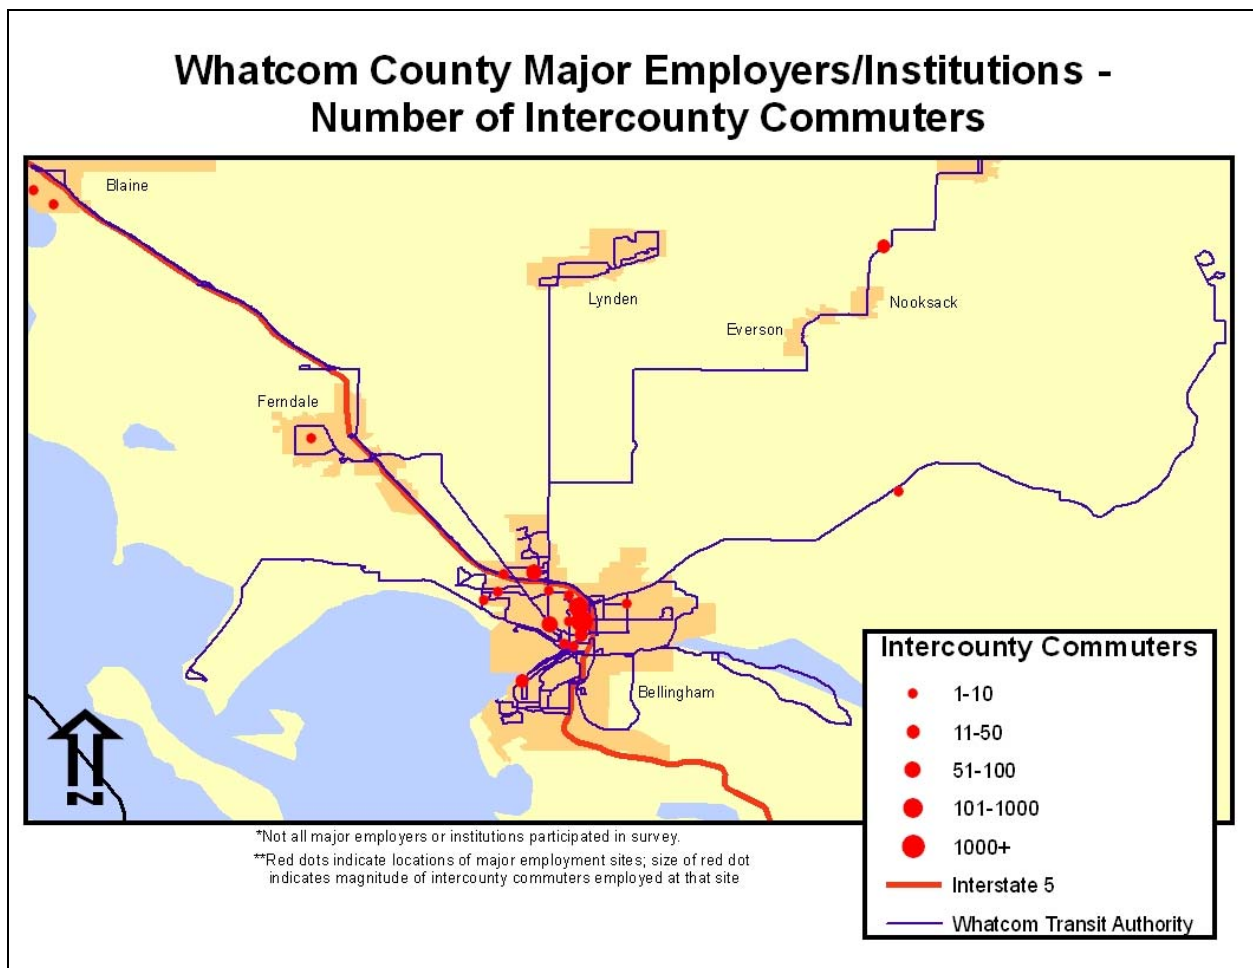 Whatcom County Major Employers/Institutions -
Number of Intercounty Commuters
Blaine
Lynden
Nooksack
Everson
Ferndale
Bellingham
N
Intercounty Commuters
1-10
11-50
51-100
101-1000
1000+
Interstate 5
Whatcom Transit Authority
*Not all major employers or institutions participated in survey.
**Red dots indicate locations of major employment sites; size of red dot
indicates magnitude of intercounty commuters employed at that site